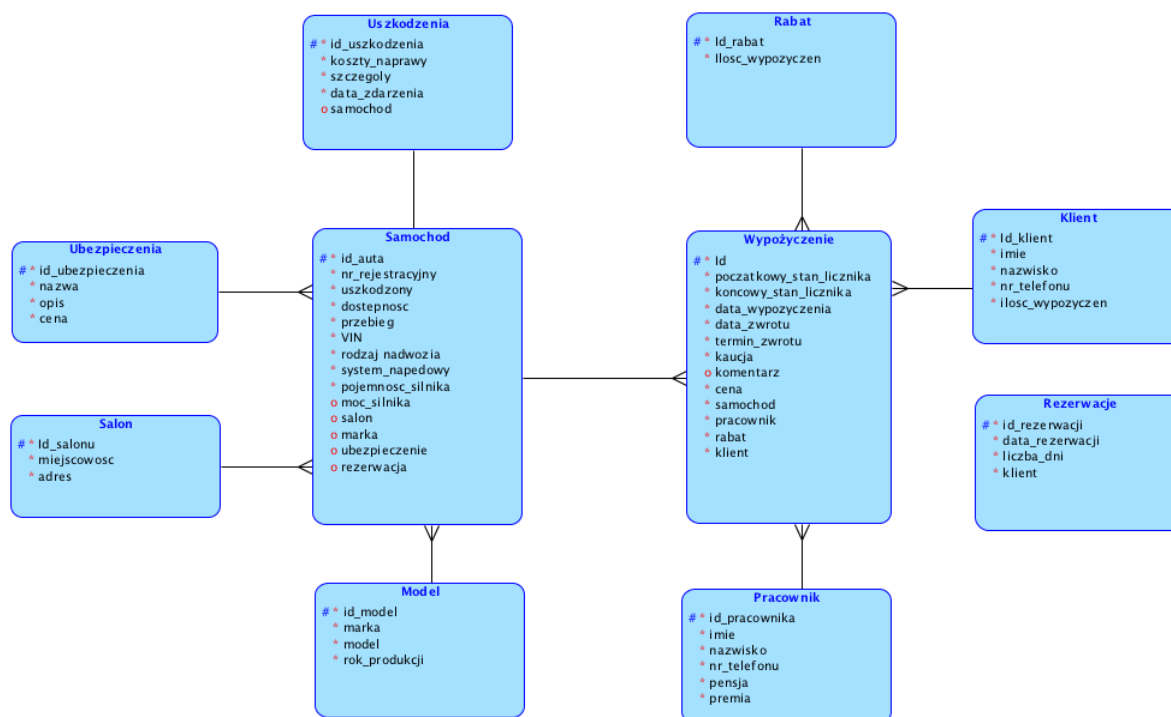 Uszkodzenia
# * id_uszkodzenia
* koszty_naprawy
* szczegoly
* data_zdarzenia
o samochod
Rabat
# * Id_rabat
* Ilosc_wypozyczen
Ubezpieczenia
# * id_ubezpieczenia
* nazwa
* opis
* cena
Samochod
# * id_auta
* nr_rejestracyjny
* uszkodzony
* dostepnosc
* przebieg
* VIN
* rodzaj nadwozia
* system_napedowy
* pojemnosc_silnika
o moc_silnika
o salon
o marka
o ubezpieczenie
o rezerwacja
Wypożyczenie
# * Id
* poczatkowy_stan_licznika
* koncowy_stan_licznika
* data_wypozyczenia
* data_zwrotu
* termin_zwrotu
* kaucja
o komentarz
* cena
* samochod
* pracownik
* rabat
* klient
Klient
# * Id_klient
* imie
* nazwisko
* nr_telefonu
* ilosc_wypozyczen
Salon
# * Id_salonu
* miejscowosc
* adres
Rezerwacje
# * id_rezerwacji
* data_rezerwacji
* liczba_dni
* klient
Model
# * id_model
* marka
* model
* rok_produkcji
Pracownik
# * id_pracownika
* imie
* nazwisko
* nr_telefonu
* pensja
* premia